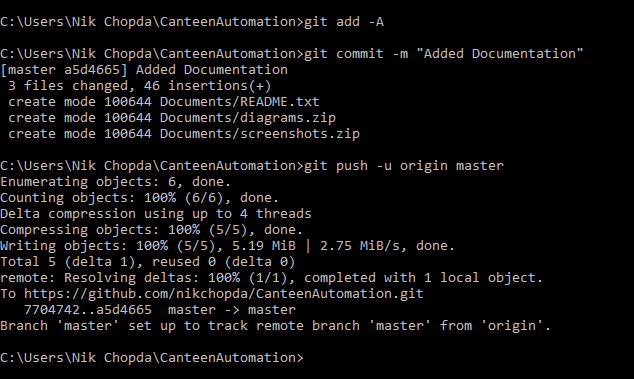 C:\Users\Nik Chopda\CanteenAutomation>git add -A
C:\Users\Nik Chopda\CanteenAutomation>git commit -m "Added Documentation"
[master a5d4665] Added Documentation
 3 files changed, 46 insertions(+)
 create mode 100644 Documents/README.txt
 create mode 100644 Documents/diagrams.zip
 create mode 100644 Documents/screenshots.zip
C:\Users\Nik Chopda\CanteenAutomation>git push -u origin master
Enumerating objects: 6, done.
Counting objects: 100% (6/6), done.
Delta compression using up to 4 threads
Compressing objects: 100% (5/5), done.
Writing objects: 100% (5/5), 5.19 MiB | 2.75 MiB/s, done.
Total 5 (delta 1), reused 0 (delta 0)
remote: Resolving deltas: 100% (1/1), completed with 1 local object.
To https://github.com/nikchopda/CanteenAutomation.git
   7704742..a5d4665  master -> master
Branch 'master' set up to track remote branch 'master' from 'origin'.
C:\Users\Nik Chopda\CanteenAutomation>